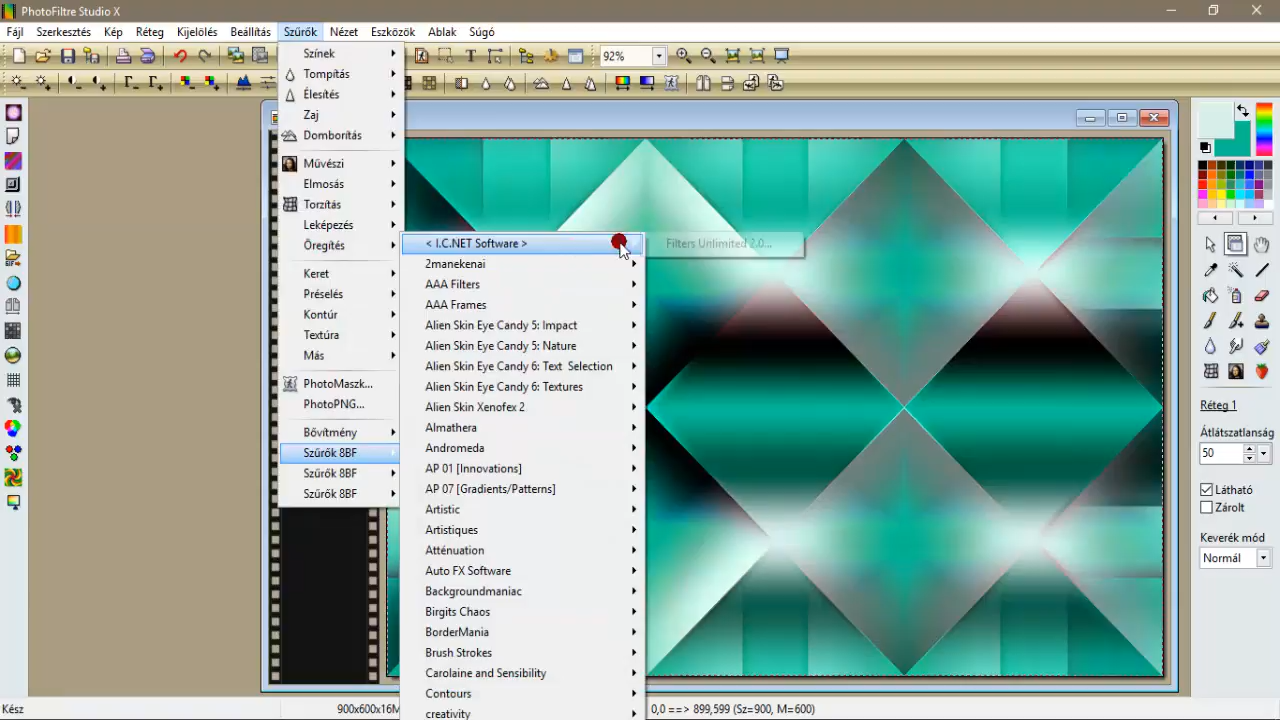 PhotoFiltre Studio X
Fájl Szerkesztés Kép Réteg Kijelölés Beállítás Szűrők Nézet Eszközök Ablak Súgó
92%
Színek
Tompítás
Élesítés
Zaj
Domborítás
Művészi
Elmosás
Torzítás
Leképezés
Öregítés
Keret
Préselés
Kontúr
Textúra
Más
PhotoMaszk...
PhotoPNG...
Bővítmény
Szűrők 8BF
Szűrők 8BF
Szűrők 8BF
< I.C.NET Software >
2manekenai
AAA Filters
AAA Frames
Alien Skin Eye Candy 5: Impact
Alien Skin Eye Candy 5: Nature
Alien Skin Eye Candy 6: Text Selection
Alien Skin Eye Candy 6: Textures
Alien Skin Xenofex 2
Almathera
Andromeda
AP 01 [Innovations]
AP 07 [Gradients/Patterns]
Artistic
Artistiques
Atténuation
Auto FX Software
Backgroundmaniac
Birgits Chaos
BorderMania
Brush Strokes
Carolaine and Sensibility
Contours
creativity
Filters Unlimited 2.0...
Réteg 1
Átlátszatlanság
50
Látható
Zárolt
Keverék mód
Normál
Kész
900x600x16M
0,0 ==> 899,599 (Sz=900, M=600)